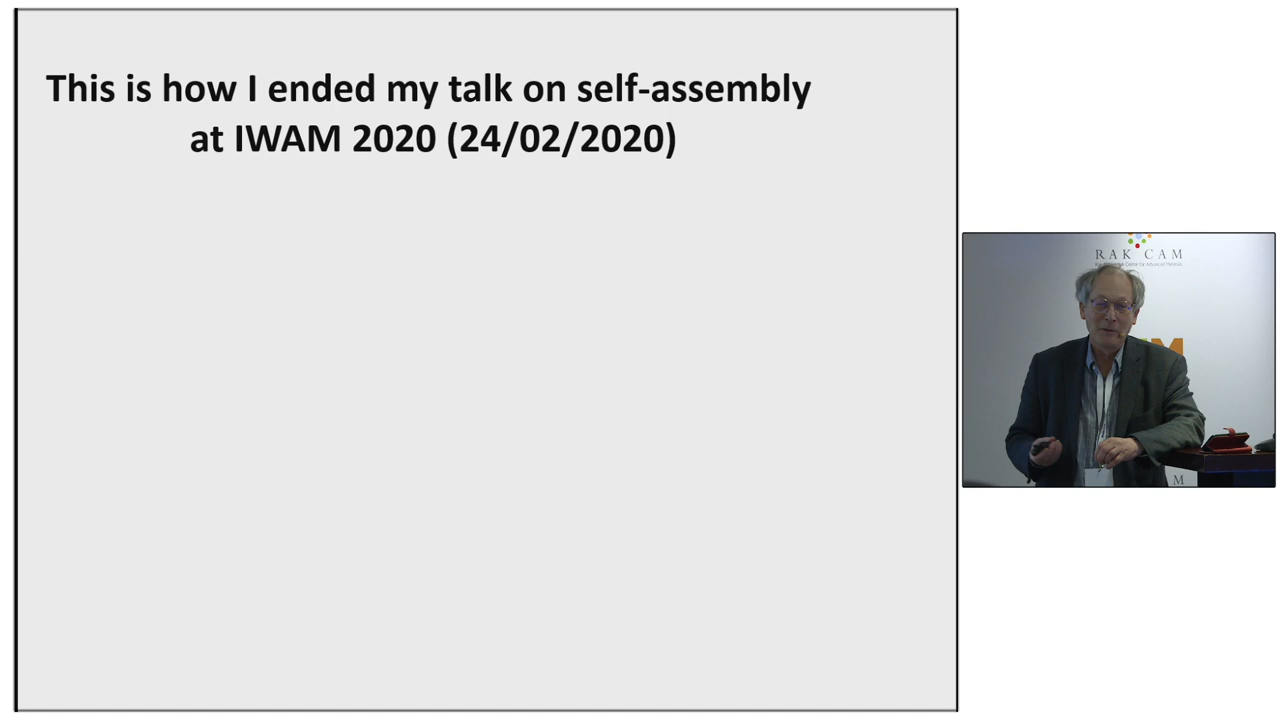 This is how I ended my talk on self-assembly
at IWAM 2020 (24/02/2020)
RAK CAM
M
M